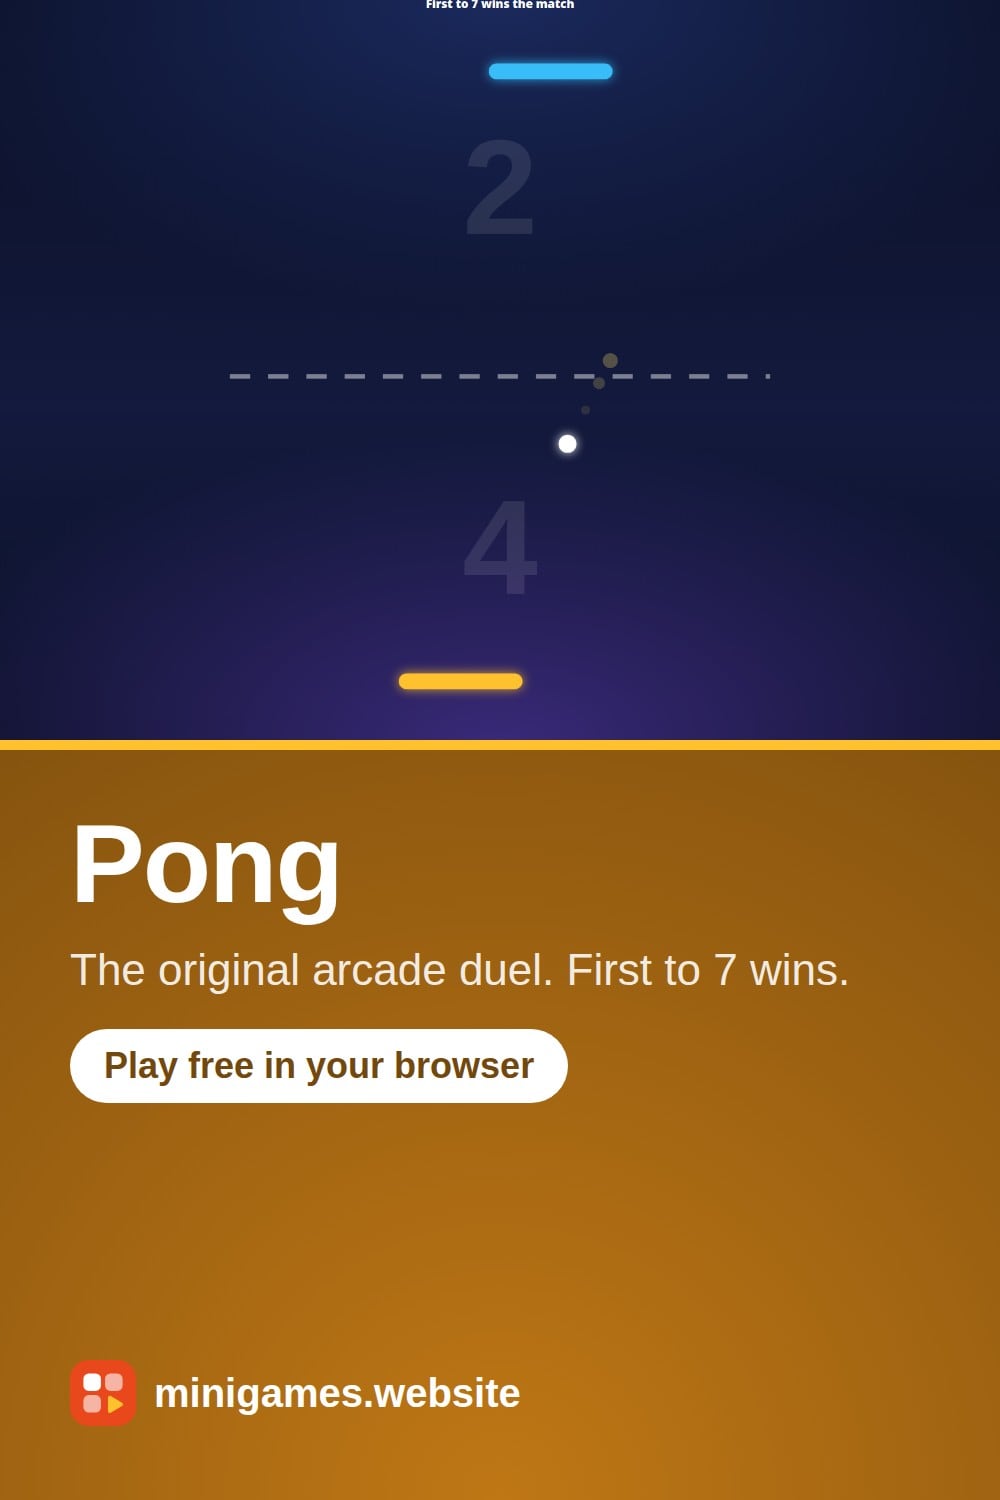 First to 7 wins the match
2
4
Pong
The original arcade duel. First to 7 wins.
Play free in your browser
minigames.website